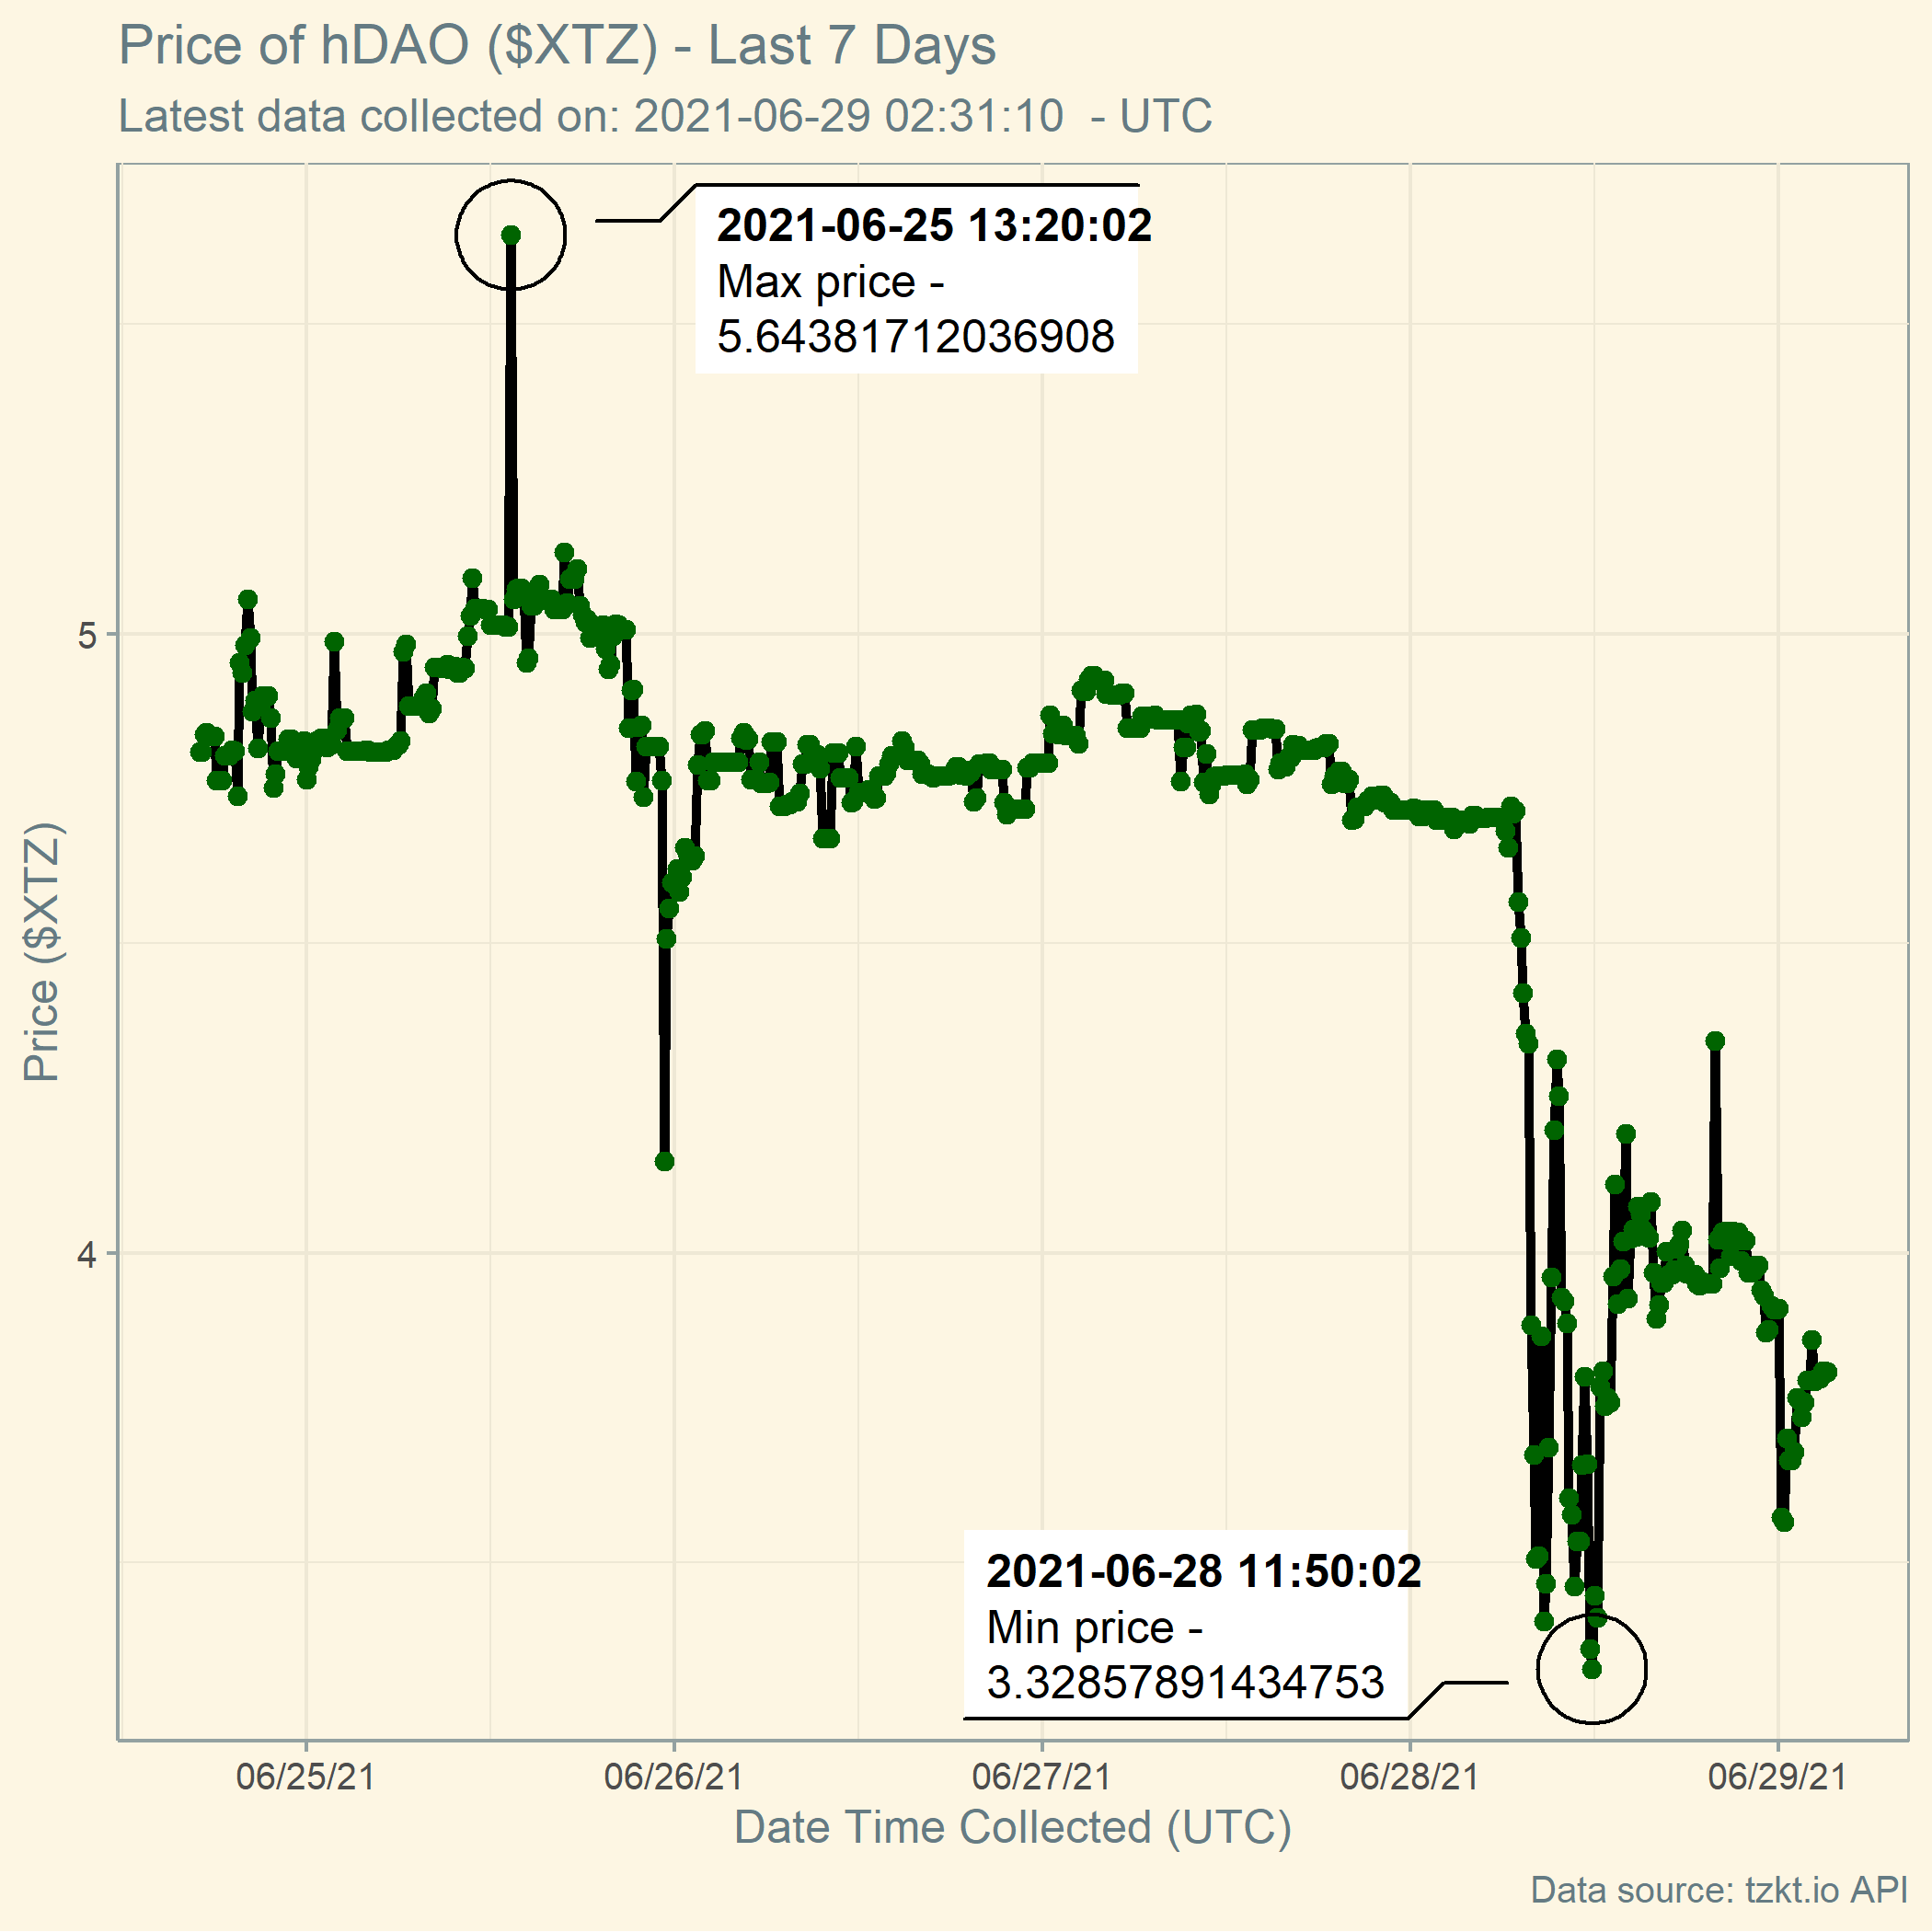 Price of hDAO ($XTZ) - Last 7 Days
Latest data collected on: 2021-06-29 02:31:10  - UTC
2021-06-25 13:20:02
Max price -
5.64381712036908
5
Price ($XTZ)
4
2021-06-28 11:50:02
Min price -
3.32857891434753
06/25/21
06/26/21
06/27/21
06/28/21
06/29/21
Date Time Collected (UTC)
Data source: tzkt.io API